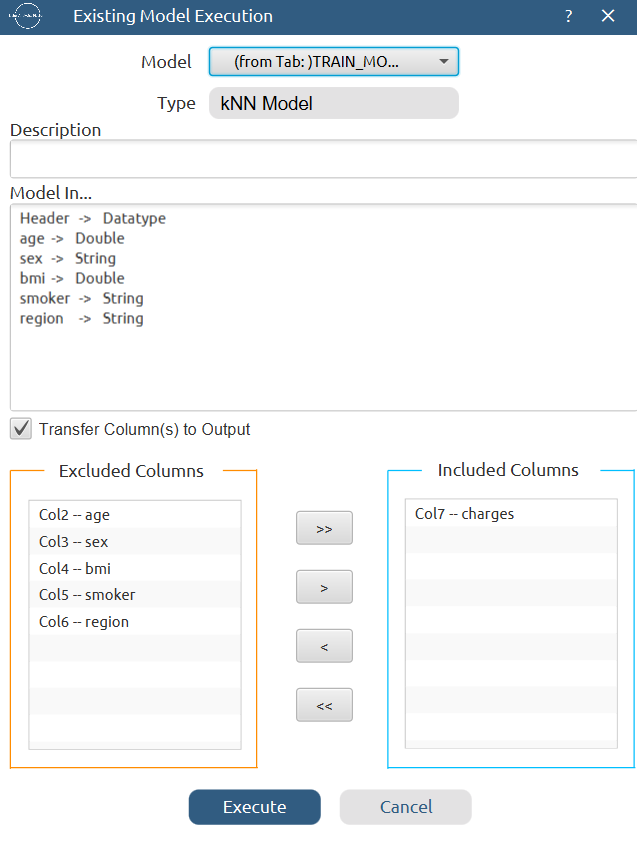 Existing Model Execution ? ×
Model (from Tab: )TRAIN_MO...
Type kNN Model
Description
Model In...
Header -> Datatype
age -> Double
sex -> String
bmi -> Double
smoker -> String
region -> String
Transfer Column(s) to Output
Excluded Columns
Col2 -- age
Col3 -- sex
Col4 -- bmi
Col5 -- smoker
Col6 -- region
>>
>
<
<<
Included Columns
Col7 -- charges
Execute Cancel